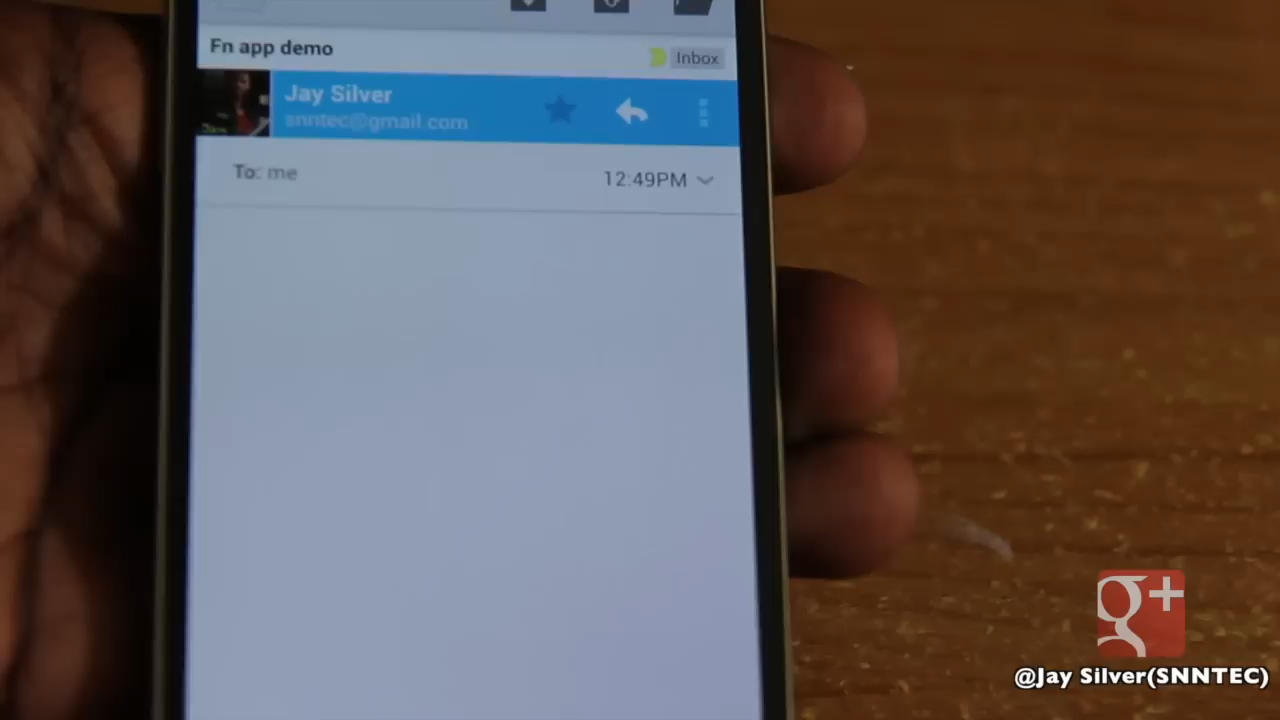 Fn app demo
Inbox
Jay Silver
snntec@gmail.com
To: me
12:49PM
g+
@Jay Silver(SNNTEC)